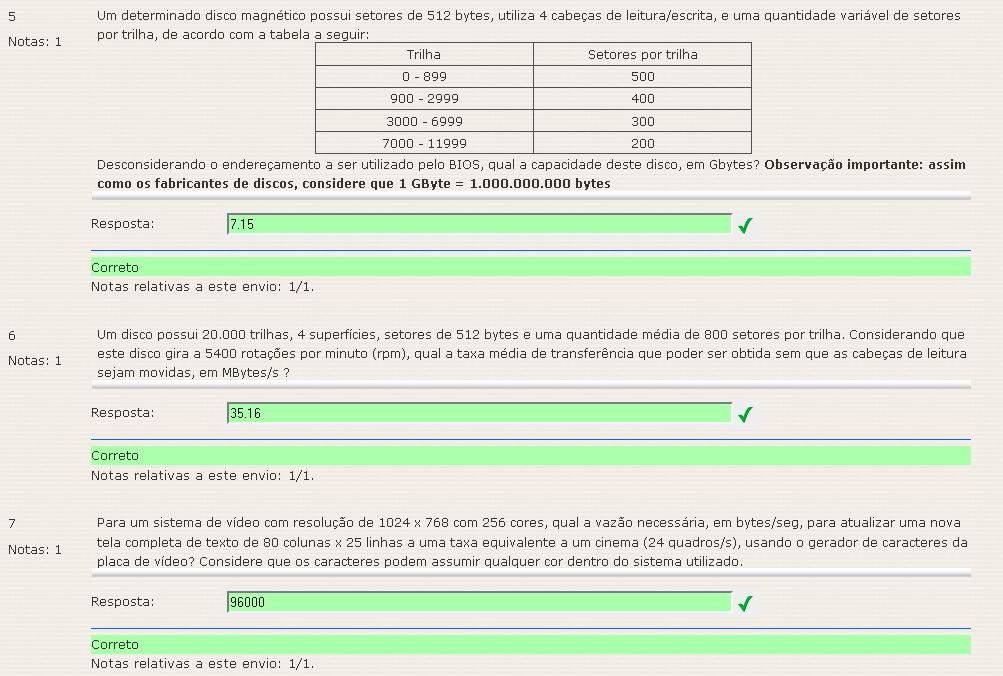 5
Um determinado disco magnético possui setores de 512 bytes, utiliza 4 cabeças de leitura/escrita, e uma quantidade variável de setores
Notas: 1
por trilha, de acordo com a tabela a seguir:
Trilha Setores por trilha
0 - 899 500
900 - 2999 400
3000 - 6999 300
7000 - 11999 200
Desconsiderando o endereçamento a ser utilizado pelo BIOS, qual a capacidade deste disco, em Gbytes? Observação importante: assim
como os fabricantes de discos, considere que 1 GByte = 1.000.000.000 bytes
Resposta: 7.15
Correto
Notas relativas a este envio: 1/1.
6
Um disco possui 20.000 trilhas, 4 superfícies, setores de 512 bytes e uma quantidade média de 800 setores por trilha. Considerando que
Notas: 1
este disco gira a 5400 rotações por minuto (rpm), qual a taxa média de transferência que poder ser obtida sem que as cabeças de leitura
sejam movidas, em MBytes/s ?
Resposta: 35.16
Correto
Notas relativas a este envio: 1/1.
7
Para um sistema de vídeo com resolução de 1024 x 768 com 256 cores, qual a vazão necessária, em bytes/seg, para atualizar uma nova
Notas: 1
tela completa de texto de 80 colunas x 25 linhas a uma taxa equivalente a um cinema (24 quadros/s), usando o gerador de caracteres da
placa de vídeo? Considere que os caracteres podem assumir qualquer cor dentro do sistema utilizado.
Resposta: 96000
Correto
Notas relativas a este envio: 1/1.